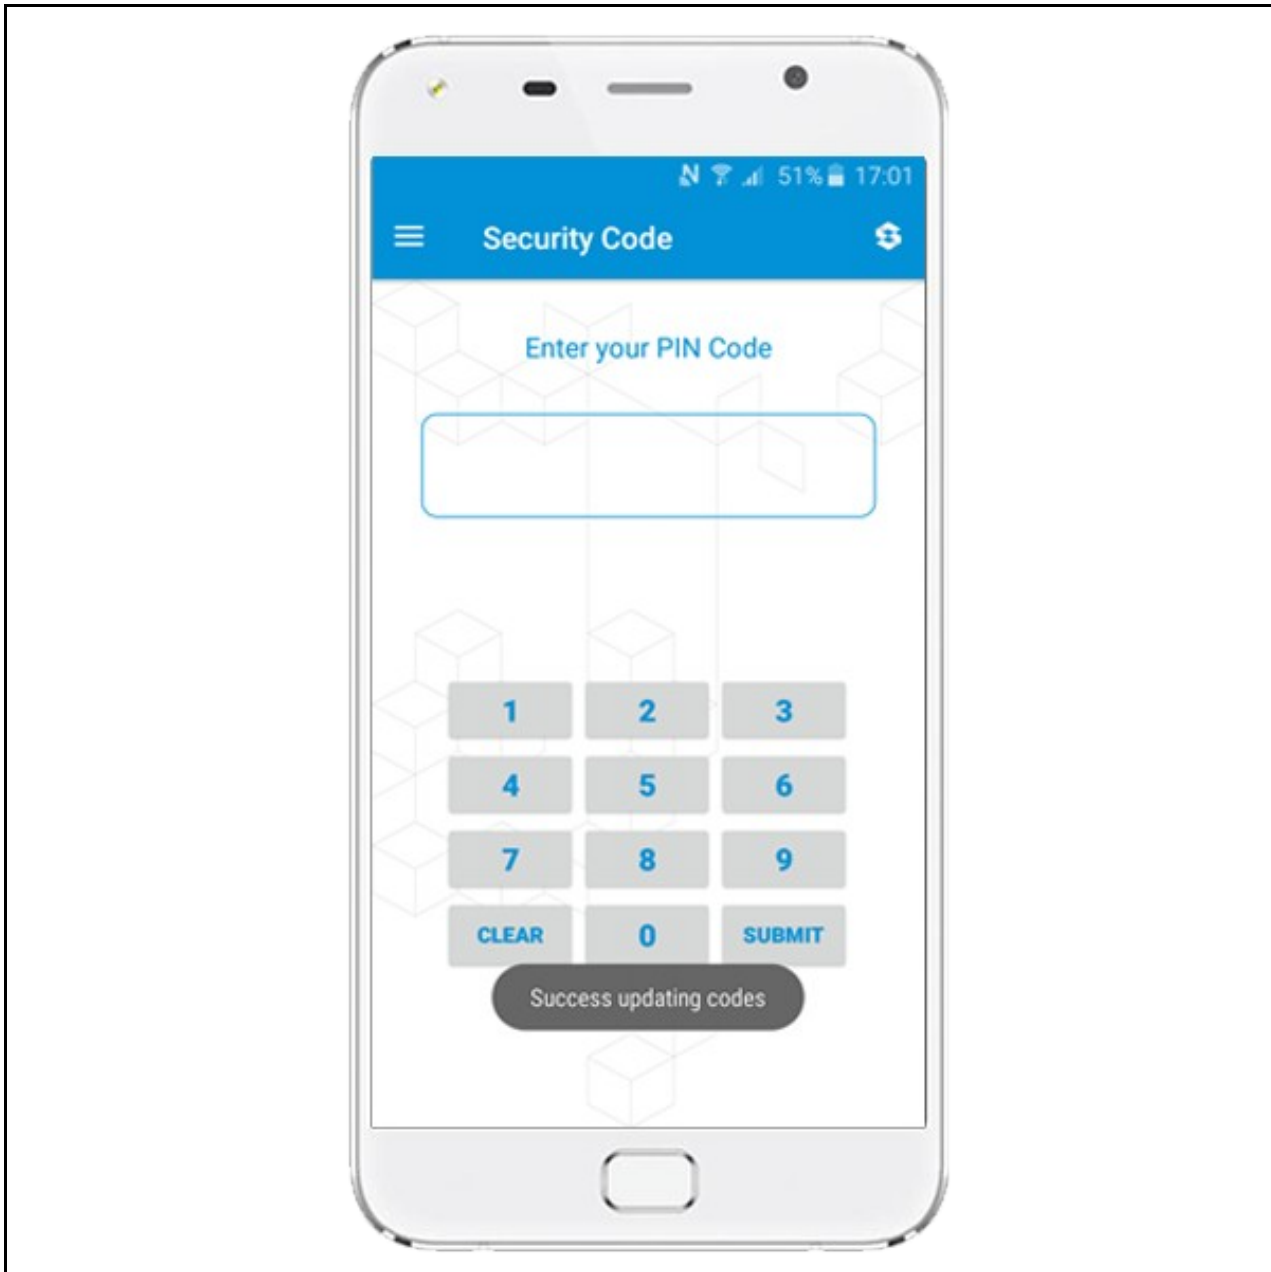 51% 17:01
Security Code
Enter your PIN Code
1 2 3
4 5 6
7 8 9
CLEAR 0 SUBMIT
Success updating codes